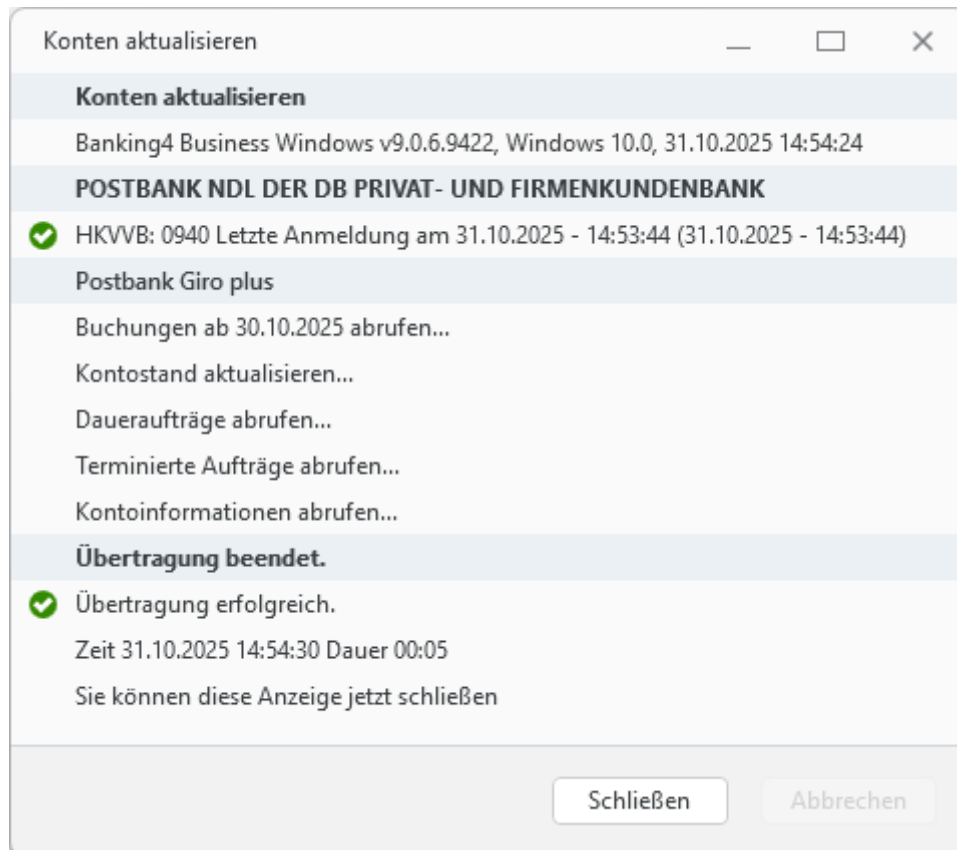 Konten aktualisieren
Konten aktualisieren
Banking4 Business Windows v9.0.6.9422, Windows 10.0, 31.10.2025 14:54:24
POSTBANK NDL DER DB PRIVAT- UND FIRMENKUNDENBANK
HKVVB: 0940 Letzte Anmeldung am 31.10.2025 - 14:53:44 (31.10.2025 - 14:53:44)
Postbank Giro plus
Buchungen ab 30.10.2025 abrufen...
Kontostand aktualisieren...
Daueraufträge abrufen...
Terminierte Aufträge abrufen...
Kontoinformationen abrufen...
Übertragung beendet.
Übertragung erfolgreich.
Zeit 31.10.2025 14:54:30 Dauer 00:05
Sie können diese Anzeige jetzt schließen
Schließen Abbrechen